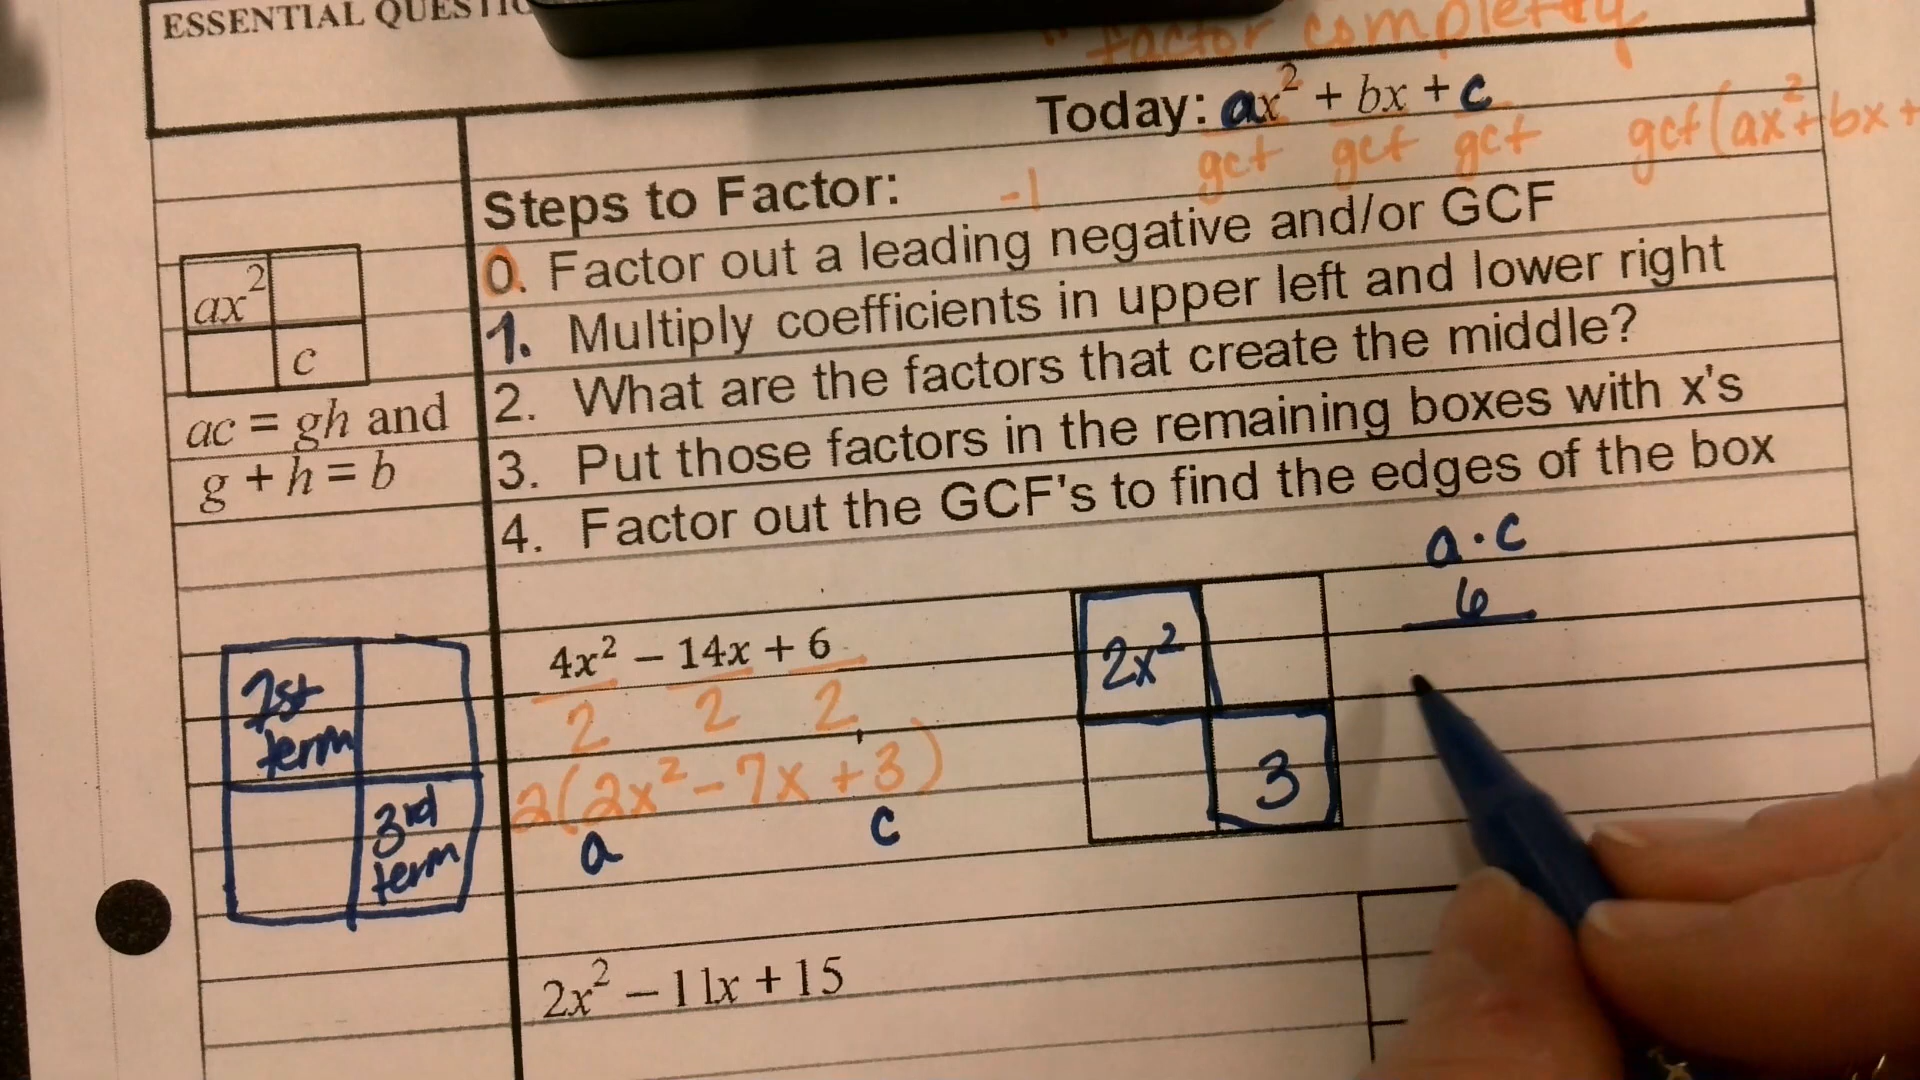 ESSENTIAL
" factor completely
Today: ax² + bx + c
gcf gcf gcf gcf(ax²+bx+
Steps to Factor: -1
0. Factor out a leading negative and/or GCF
1. Multiply coefficients in upper left and lower right
2. What are the factors that create the middle?
3. Put those factors in the remaining boxes with x's
4. Factor out the GCF's to find the edges of the box
ax²
c
ac = gh and
g + h = b
a·c
6
1st term
3rd term
4x² − 14x + 6
2 2 2
2(2x² − 7x + 3)
a c
2x²
3
2x² − 11x + 15